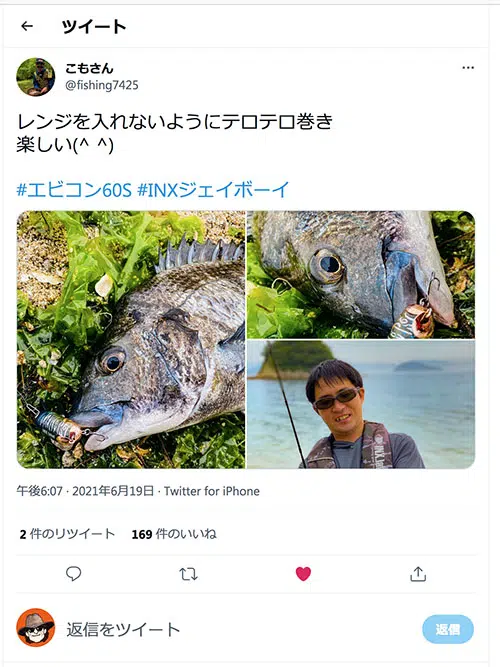 ツイート
こもさん
@fishing7425
レンジを入れないようにテロテロ巻き
楽しい(^ ^)
#エビコン60S #INXジェイボーイ
午後6:07 · 2021年6月19日 · Twitter for iPhone
2 件のリツイート 169 件のいいね
返信をツイート
返信